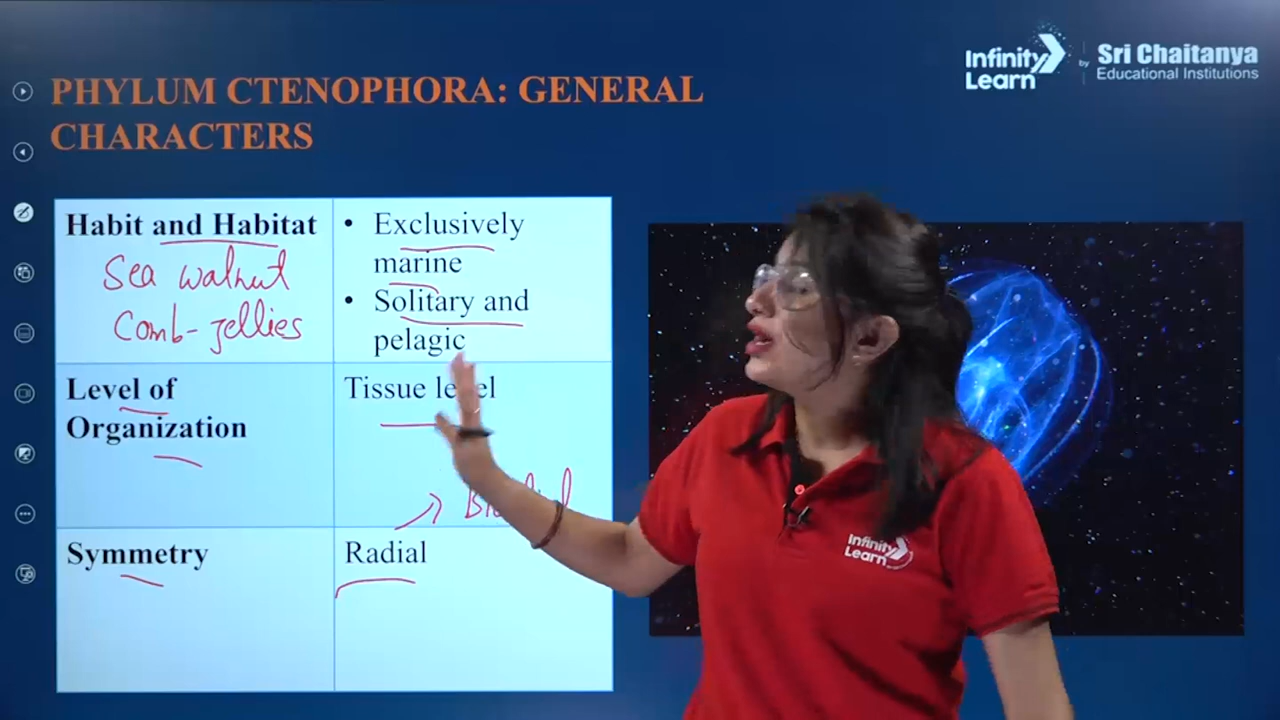 Infinity
Learn
by
Sri Chaitanya
Educational Institutions
PHYLUM CTENOPHORA: GENERAL
CHARACTERS
Habit and Habitat
Sea walnut
Comb-jellies
• Exclusively
marine
• Solitary and
pelagic
Level of
Organization
Tissue level
Symmetry
Radial
Infinity
Learn